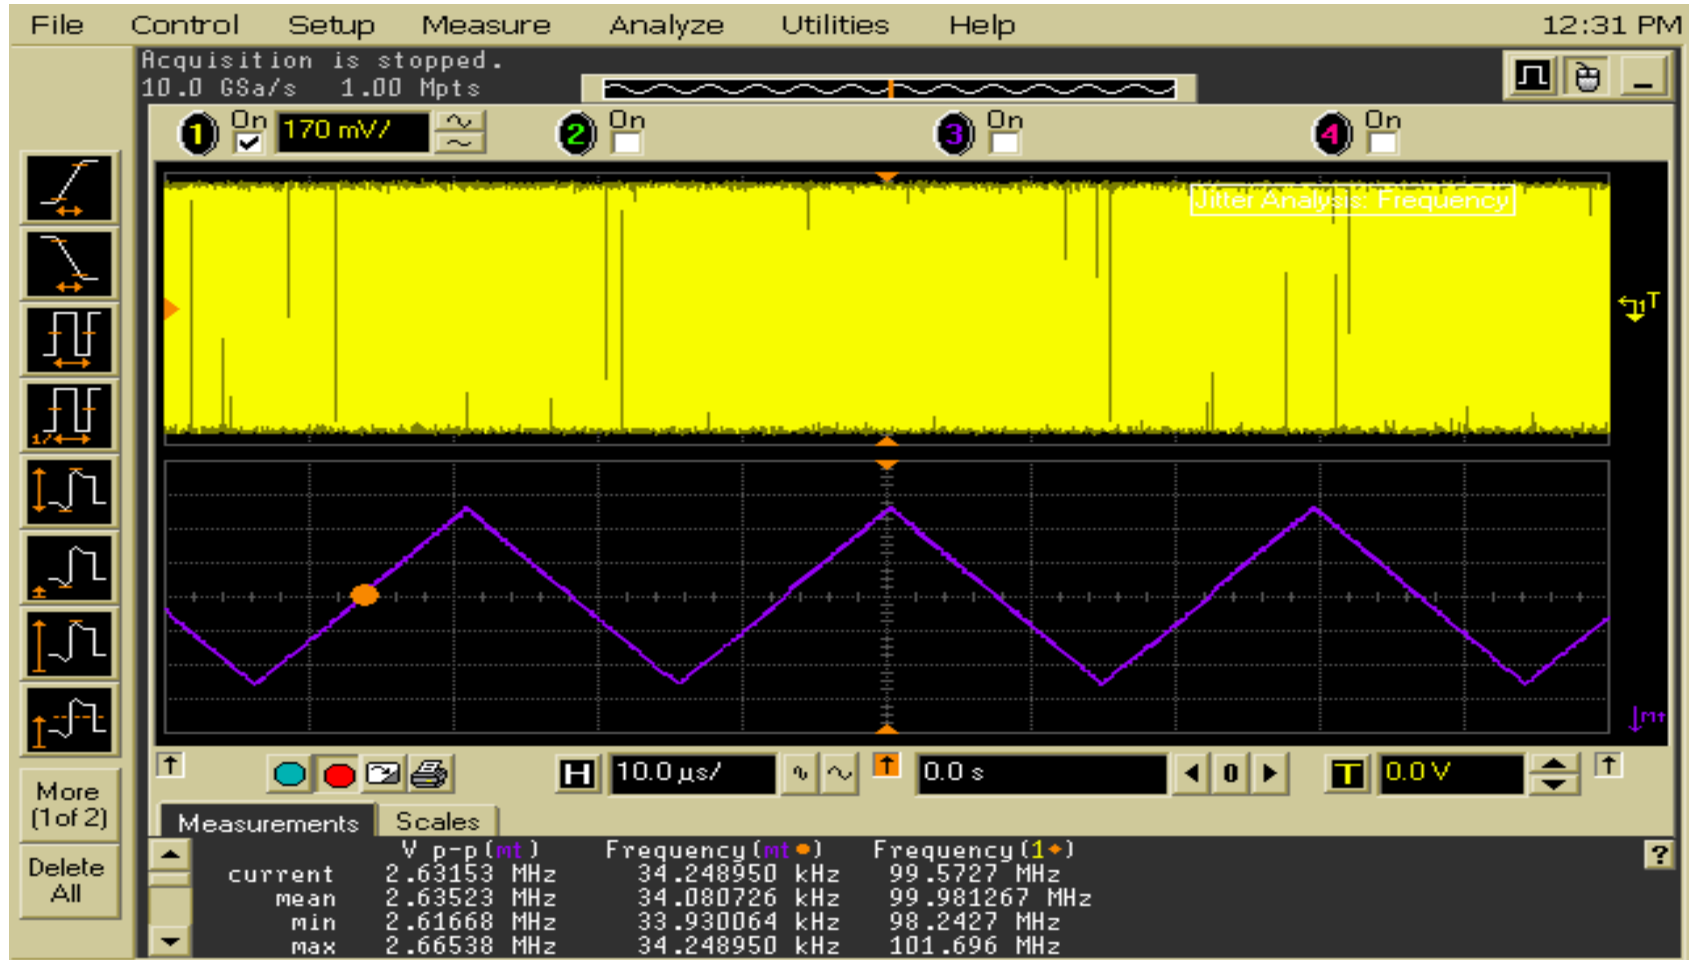 File Control Setup Measure Analyze Utilities Help 12:31 PM
Acquisition is stopped.
10.0 GSa/s 1.00 Mpts
1 On 170 mV/ 2 On 3 On 4 On
Jitter Analysis: Frequency
1T
1/
mt
H 10.0 µs/ 0.0 s 0 T 0.0 V
More
(1of 2)
Delete
All
Measurements Scales
V p-p(mt) Frequency(mt●) Frequency(1◆)
current 2.63153 MHz 34.248950 kHz 99.5727 MHz
mean 2.63523 MHz 34.080726 kHz 99.981267 MHz
min 2.61668 MHz 33.930064 kHz 98.2427 MHz
max 2.66538 MHz 34.248950 kHz 101.696 MHz
?